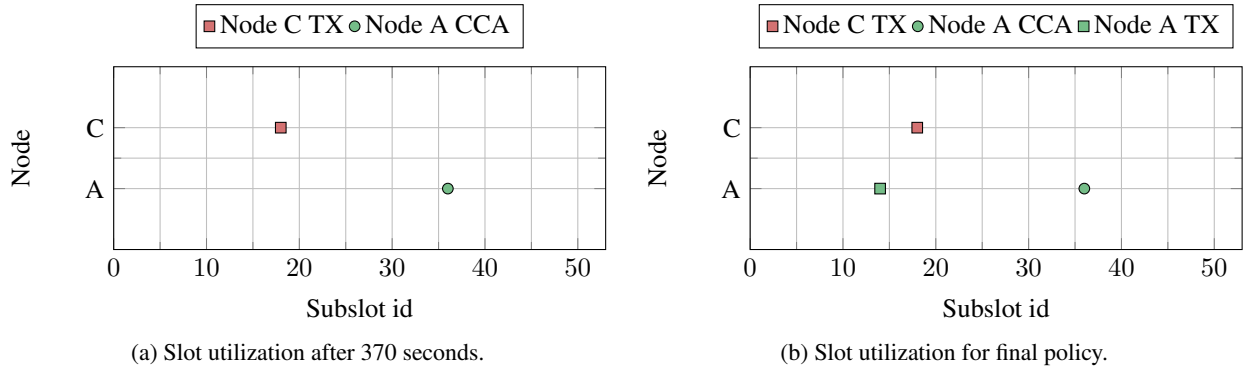 Node C TX Node A CCA
Node
C
A
0 10 20 30 40 50
Subslot id
(a) Slot utilization after 370 seconds.
Node C TX Node A CCA Node A TX
Node
C
A
0 10 20 30 40 50
Subslot id
(b) Slot utilization for final policy.